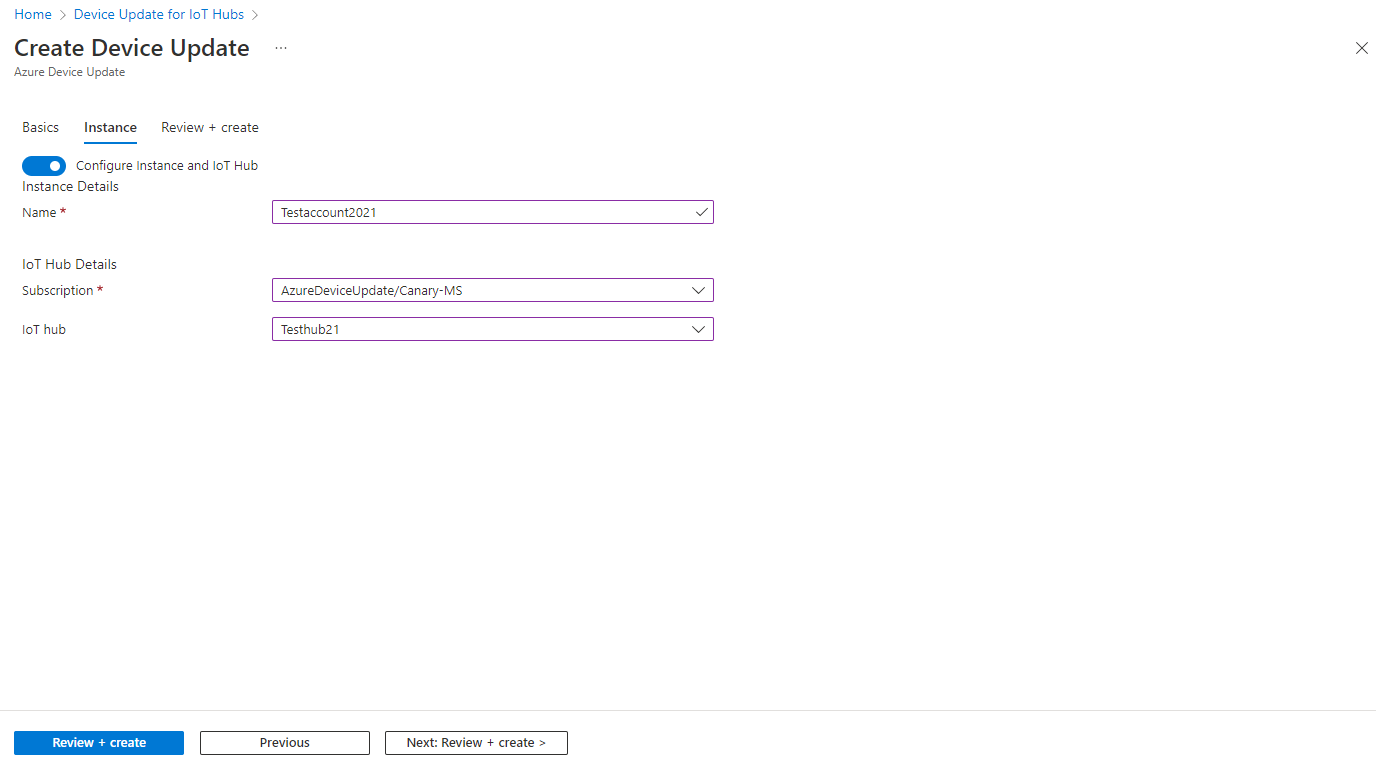 Home > Device Update for IoT Hubs >
Create Device Update ...
Azure Device Update
Basics Instance Review + create
Configure Instance and IoT Hub
Instance Details
Name * Testaccount2021
IoT Hub Details
Subscription * AzureDeviceUpdate/Canary-MS
IoT hub Testhub21
Review + create Previous Next: Review + create >